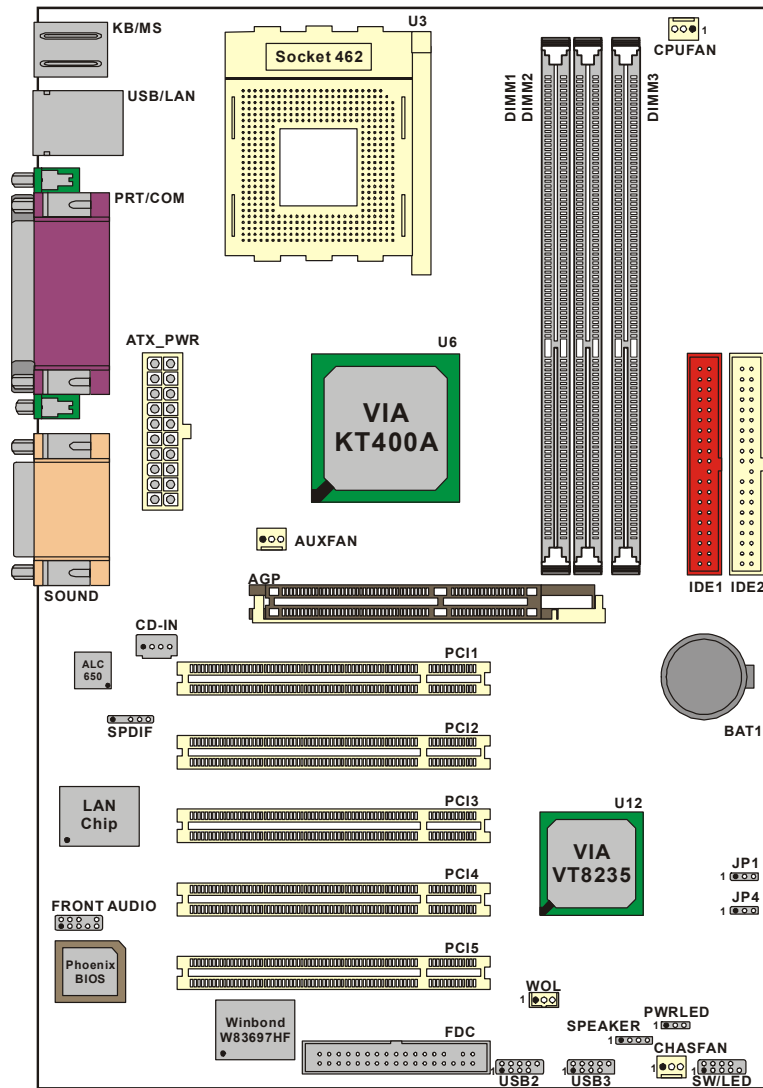 KB/MS
U3
1
CPUFAN
Socket 462
DIMM1
DIMM2
DIMM3
USB/LAN
PRT/COM
ATX_PWR
U6
VIA
KT400A
AUXFAN
SOUND
AGP
IDE1
IDE2
CD-IN
ALC
650
PCI1
SPDIF
PCI2
BAT1
LAN
Chip
PCI3
U12
VIA
VT8235
JP1
1
FRONT AUDIO
PCI4
JP4
1
Phoenix
BIOS
PCI5
WOL
1
Winbond
W83697HF
FDC
PWRLED
1
SPEAKER
1
CHASFAN
1
USB2
1
USB3
1
SW/LED
1